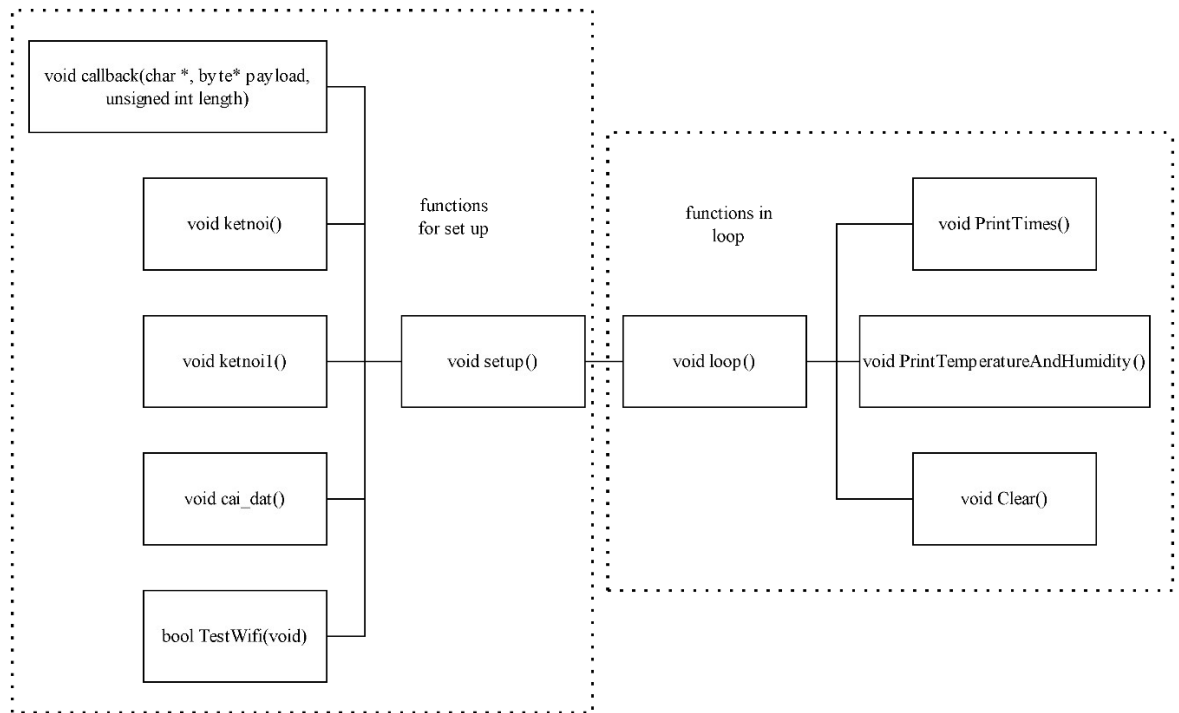 void callback(char *, byte* payload,
unsigned int length)
void ketnoi()
functions
for set up
void ketnoi1()
void setup()
void cai_dat()
bool TestWifi(void)
functions in
loop
void PrintTimes()
void loop()
void PrintTemperatureAndHumidity()
void Clear()